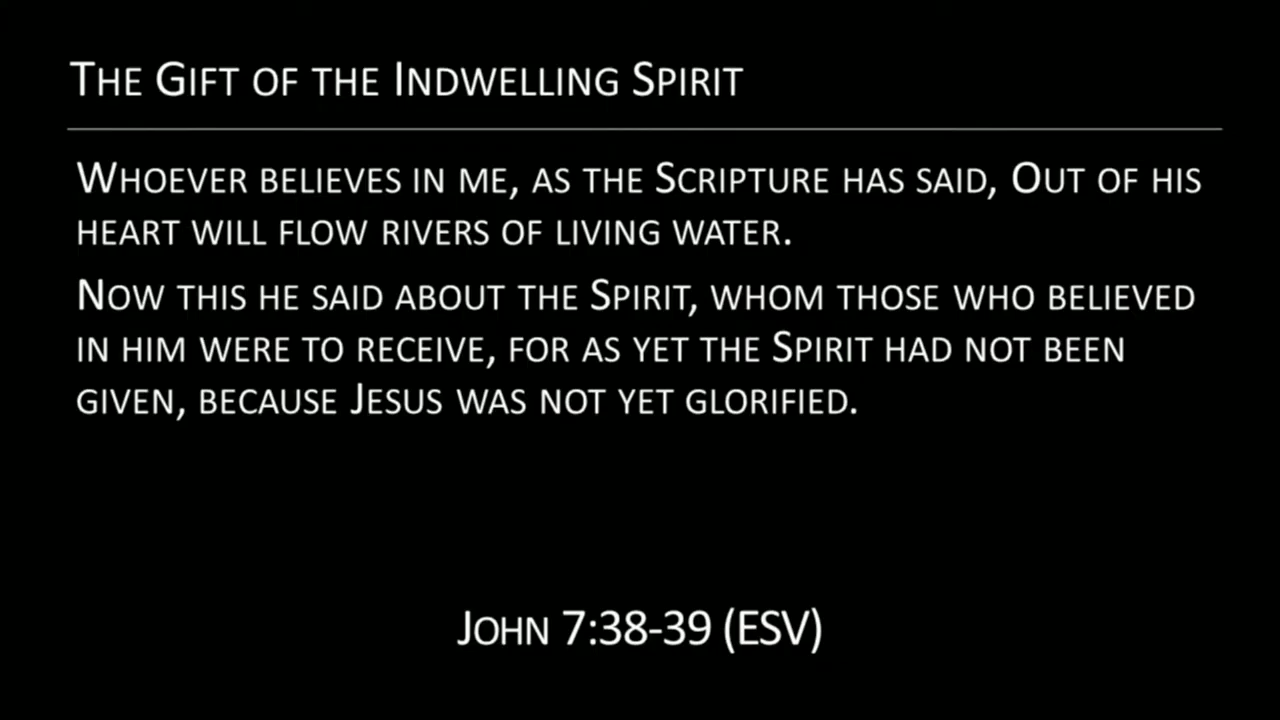 The Gift of the Indwelling Spirit
Whoever believes in me, as the Scripture has said, Out of his
heart will flow rivers of living water.
Now this he said about the Spirit, whom those who believed
in him were to receive, for as yet the Spirit had not been
given, because Jesus was not yet glorified.
John 7:38-39 (ESV)